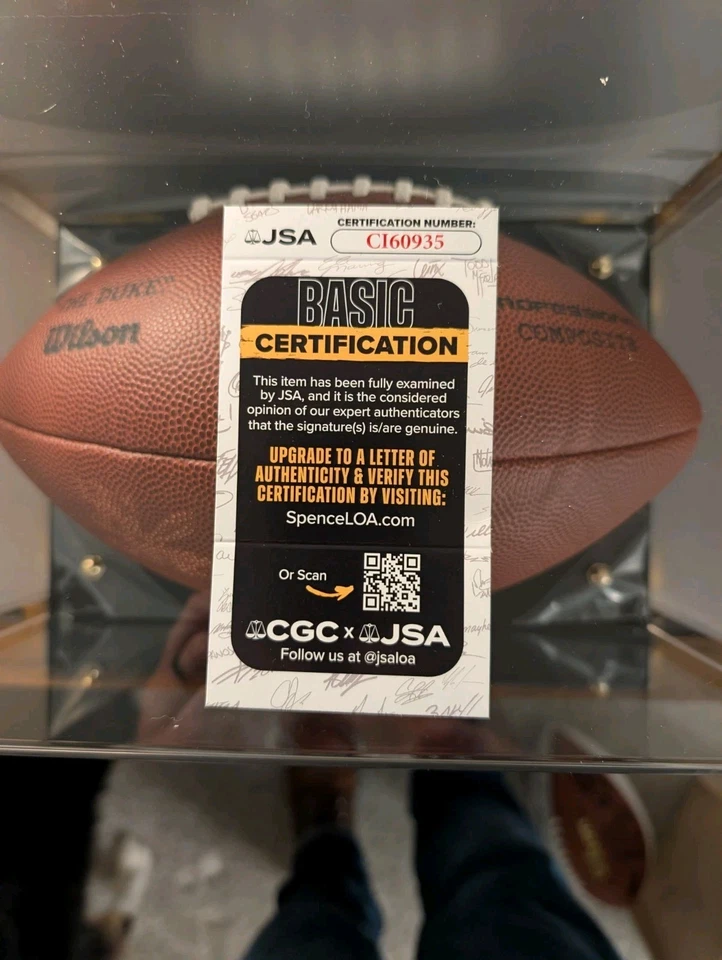 JSA
CERTIFICATION NUMBER:
CI60935
BASIC
CERTIFICATION
This item has been fully examined
by JSA, and it is the considered
opinion of our expert authenticators
that the signature(s) is/are genuine.
UPGRADE TO A LETTER OF
AUTHENTICITY & VERIFY THIS
CERTIFICATION BY VISITING:
SpenceLOA.com
Or Scan
CGC x JSA
Follow us at @jsaloa
DUKE"
Wilson
COMPOSITE